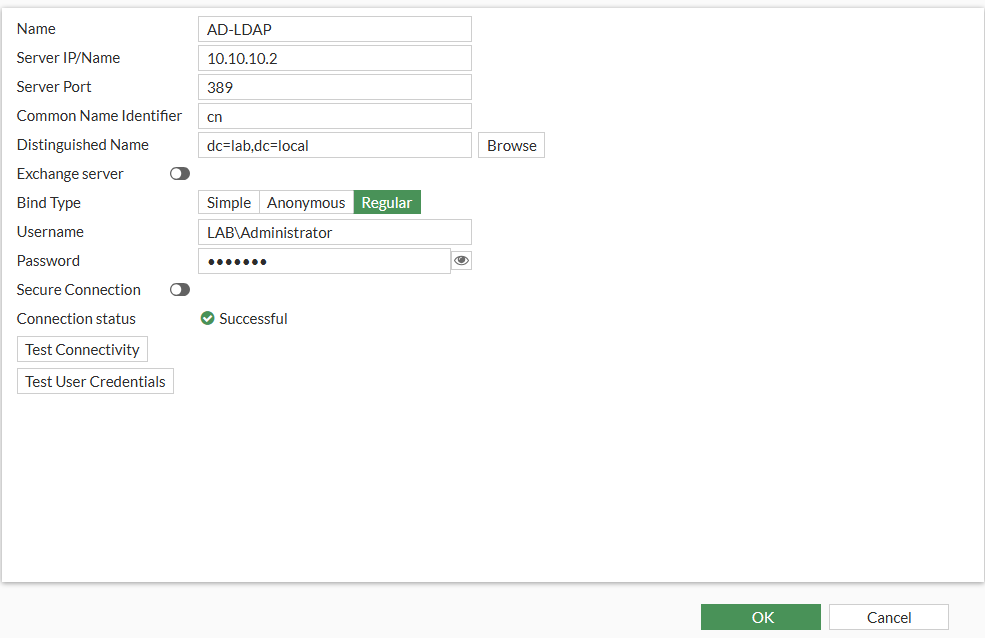 Name AD-LDAP
Server IP/Name 10.10.10.2
Server Port 389
Common Name Identifier cn
Distinguished Name dc=lab,dc=local Browse
Exchange server
Bind Type Simple Anonymous Regular
Username LAB\Administrator
Password •••••••
Secure Connection
Connection status Successful
Test Connectivity
Test User Credentials
OK Cancel